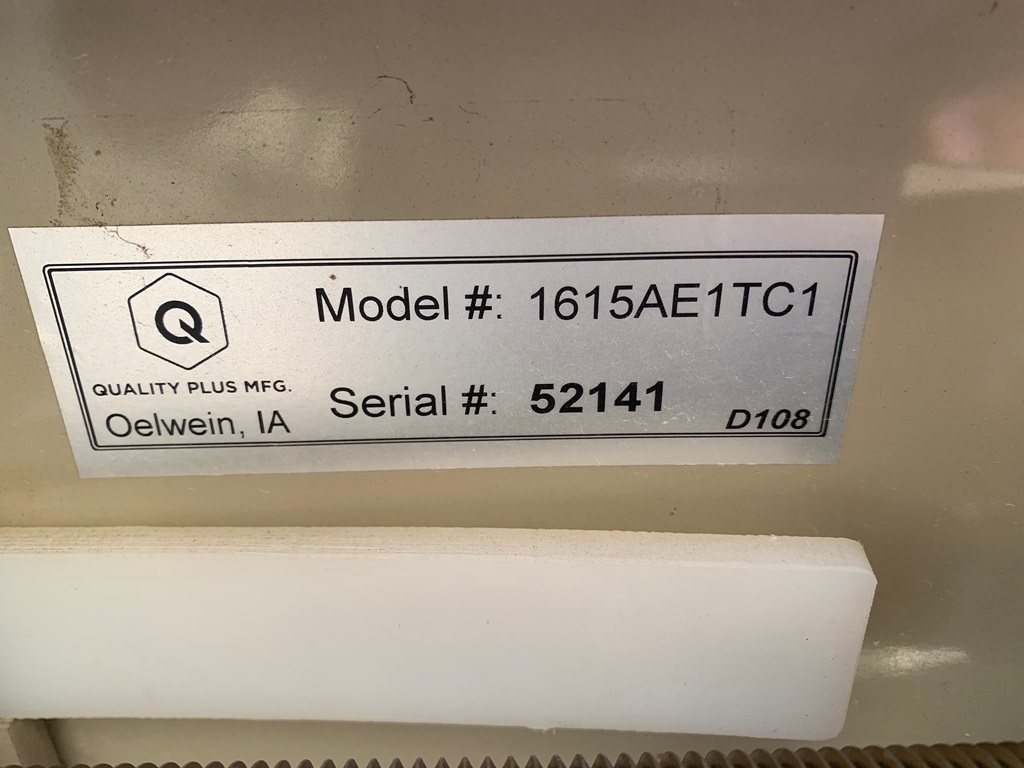 Q
Model #: 1615AE1TC1
QUALITY PLUS MFG.
Oelwein, IA
Serial #: 52141
D108